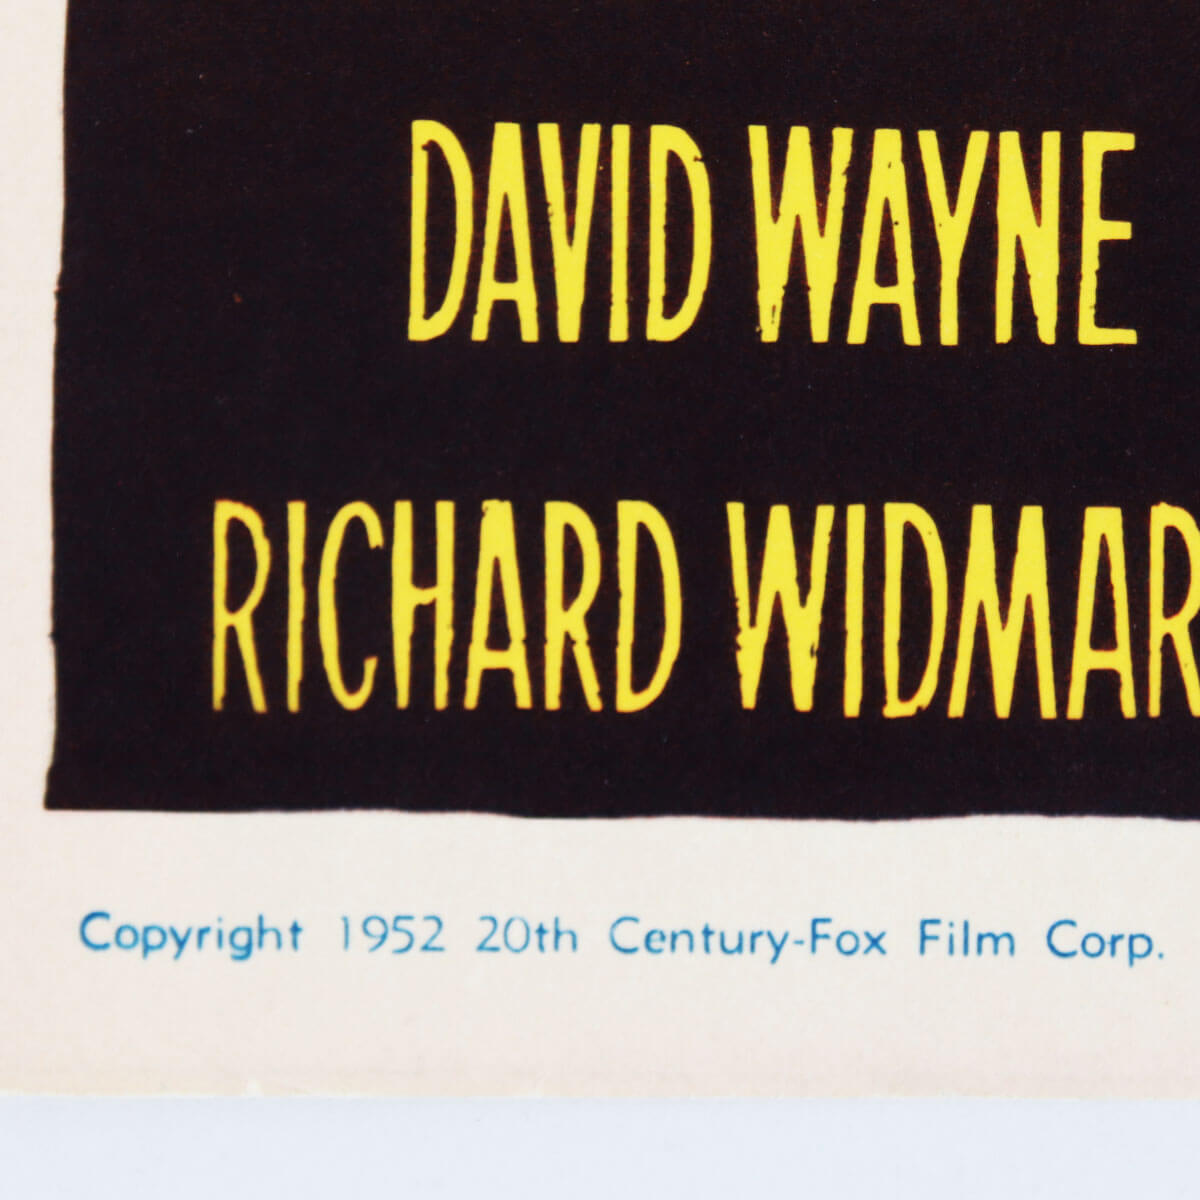 DAVID WAYNE
RICHARD WIDMAR
Copyright 1952 20th Century-Fox Film Corp.